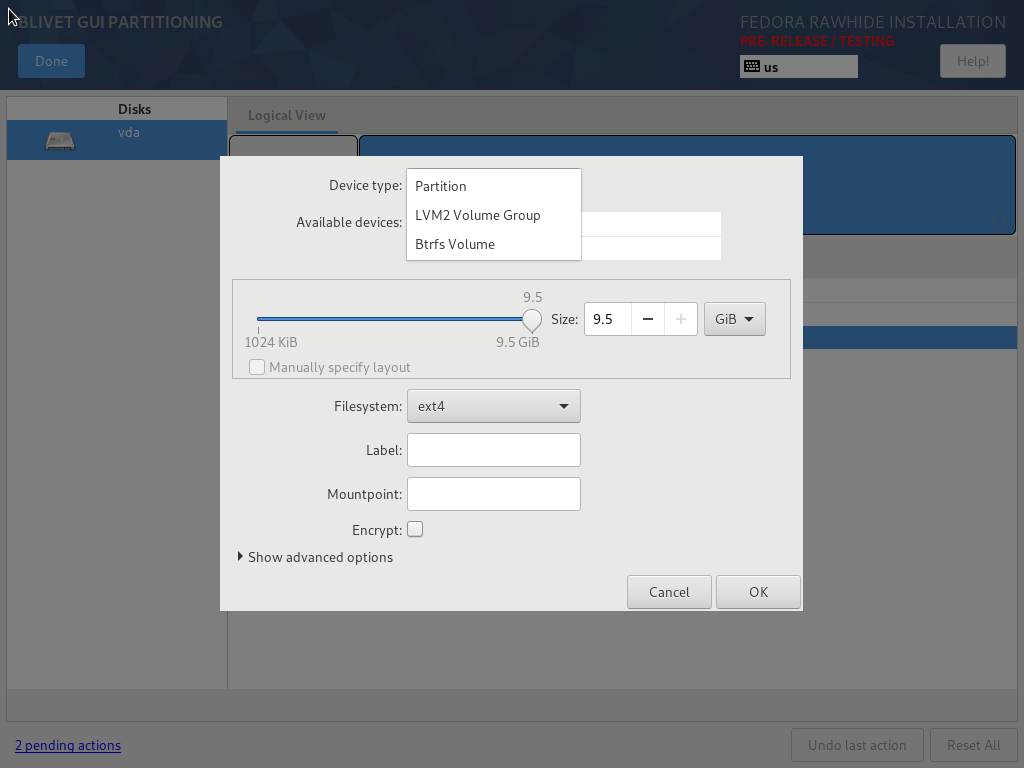 BLIVET GUI PARTITIONING
FEDORA RAWHIDE INSTALLATION
PRE-RELEASE / TESTING
Done
us
Help!
Disks
vda
Logical View
Device type:
Partition
LVM2 Volume Group
Btrfs Volume
Available devices:
9.5
Size: 9.5 GiB
1024 KiB 9.5 GiB
Manually specify layout
Filesystem: ext4
Label:
Mountpoint:
Encrypt:
Show advanced options
Cancel OK
2 pending actions
Undo last action Reset All